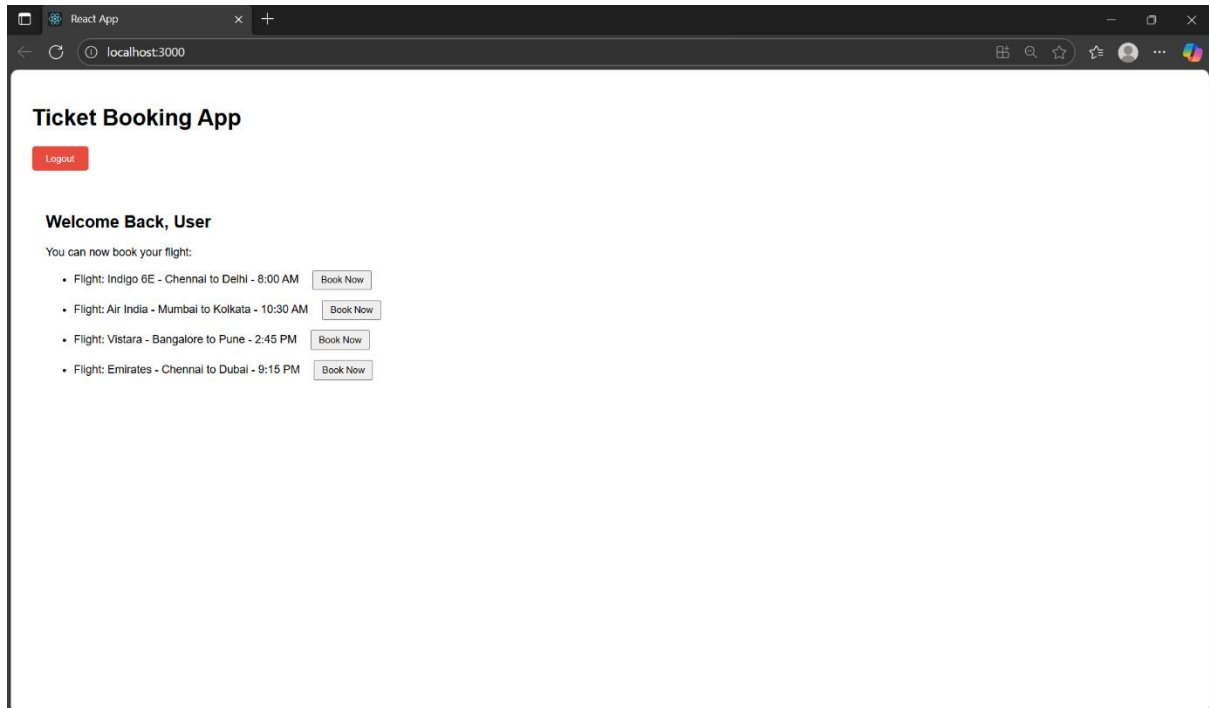 React App
localhost:3000
Ticket Booking App
Logout
Welcome Back, User
You can now book your flight:
• Flight: Indigo 6E - Chennai to Delhi - 8:00 AM Book Now
• Flight: Air India - Mumbai to Kolkata - 10:30 AM Book Now
• Flight: Vistara - Bangalore to Pune - 2:45 PM Book Now
• Flight: Emirates - Chennai to Dubai - 9:15 PM Book Now